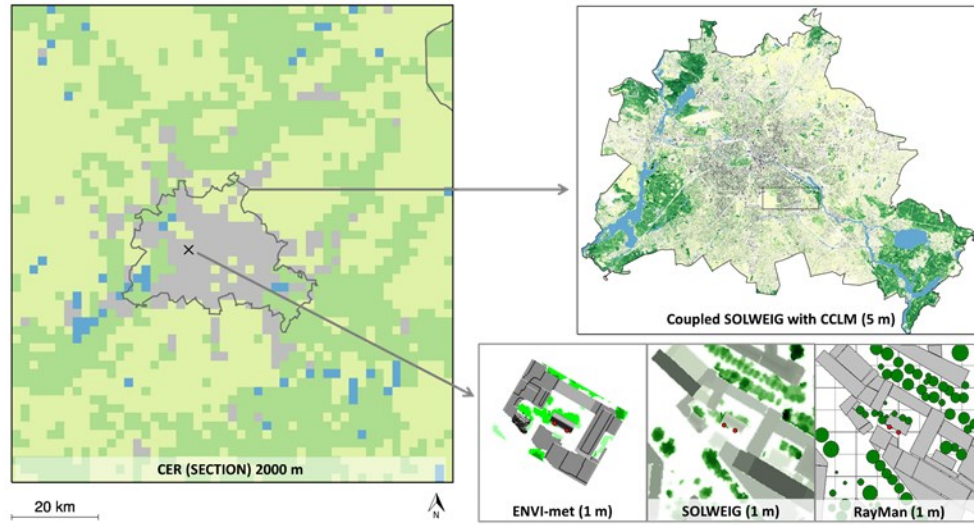 Coupled SOLWEIG with CCLM (5 m)
CER (SECTION) 2000 m
20 km
N
ENVI-met (1 m)
SOLWEIG (1 m)
RayMan (1 m)